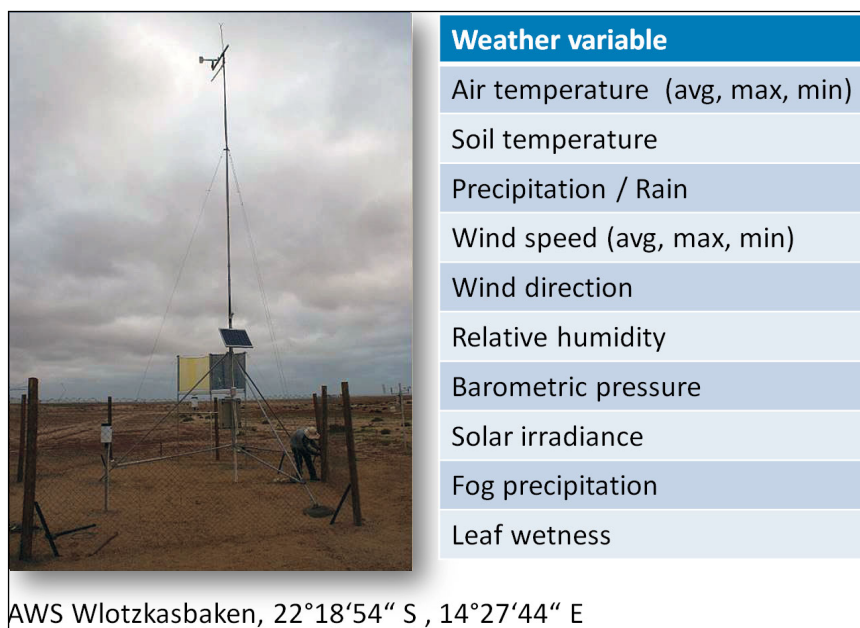 Weather variable
Air temperature  (avg, max, min)
Soil temperature
Precipitation / Rain
Wind speed (avg, max, min)
Wind direction
Relative humidity
Barometric pressure
Solar irradiance
Fog precipitation
Leaf wetness
AWS Wlotzkasbaken, 22°18‘54“ S , 14°27‘44“ E